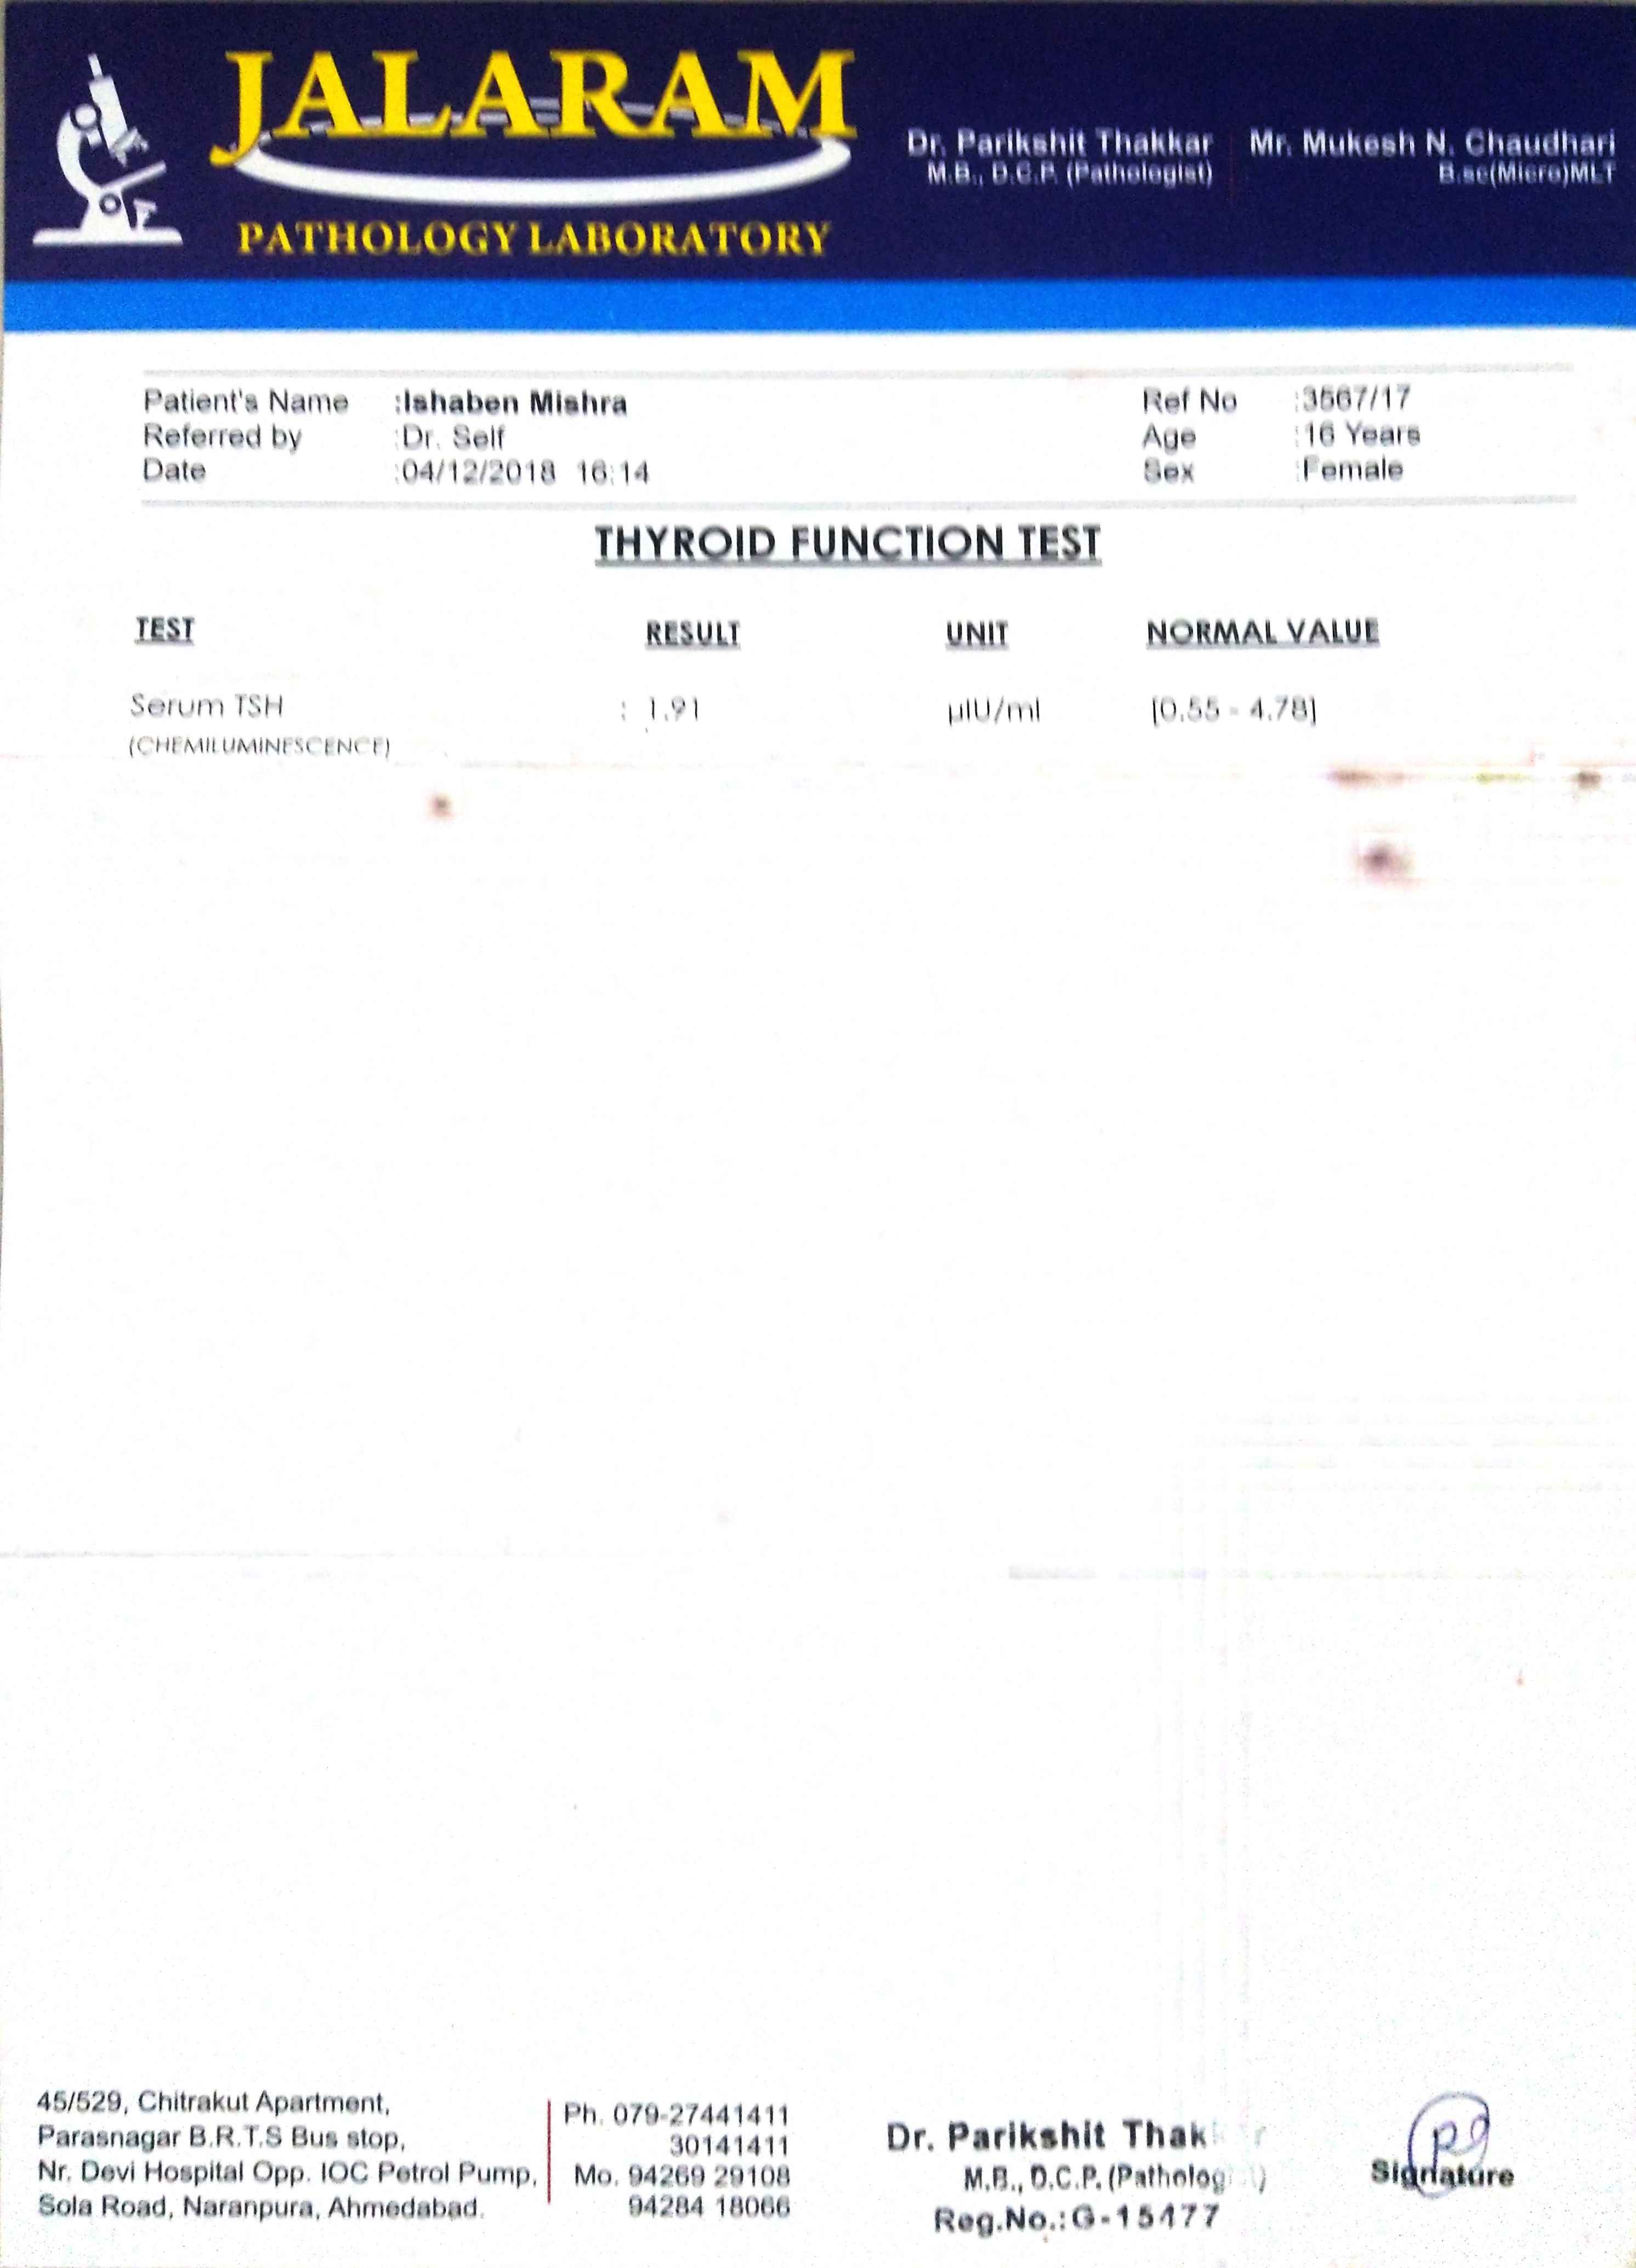 JALARAM
PATHOLOGY LABORATORY
Dr. Parikshit Thakkar
M.B., D.C.P. (Pathologist)
Mr. Mukesh N. Chaudhari
B.sc(Micro)MLT
Patient's Name :Ishaben Mishra Ref No :3567/17
Referred by :Dr. Self Age :16 Years
Date :04/12/2018 16:14 Sex :Female
THYROID FUNCTION TEST
TEST RESULT UNIT NORMAL VALUE
Serum TSH : 1.91 µIU/ml [0.55 - 4.78]
(CHEMILUMINESCENCE)
45/529, Chitrakut Apartment,
Parasnagar B.R.T.S Bus stop,
Nr. Devi Hospital Opp. IOC Petrol Pump,
Sola Road, Naranpura, Ahmedabad.
Ph. 079-27441411
30141411
Mo. 94269 29108
94284 18066
Dr. Parikshit Thak
M.B., D.C.P. (Patholog
Reg.No.:G-15477
Signature